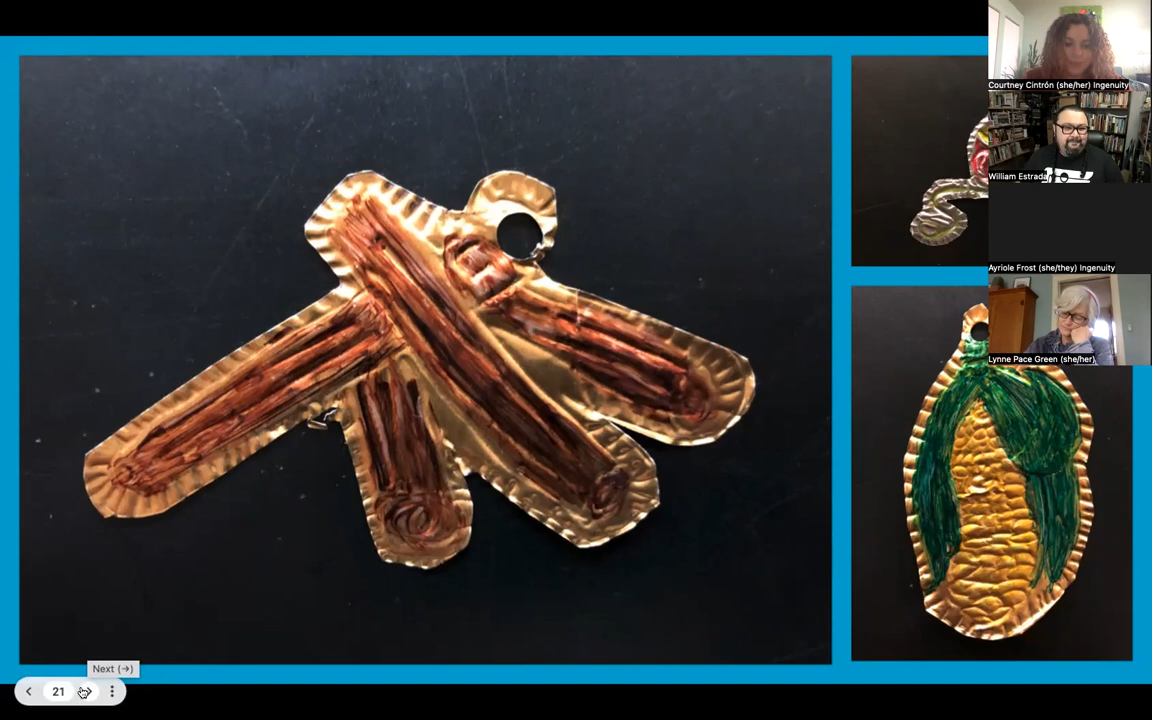 Courtney Cintrón (she/her) Ingenuity
William Estrada
Ayriole Frost (she/they) Ingenuity
Lynne Pace Green (she/her)
Next (→)
21